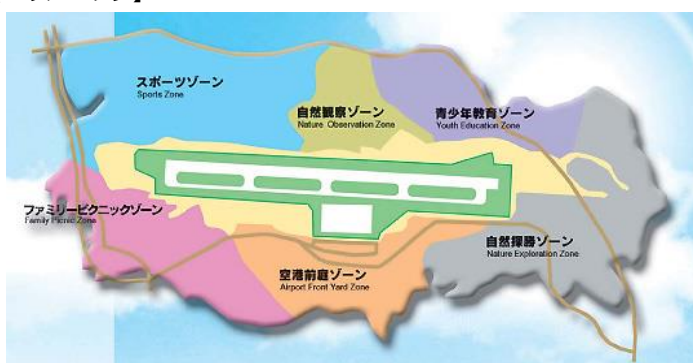 スポーツゾーン
Sports Zone
自然観察ゾーン
Nature Observation Zone
青少年教育ゾーン
Youth Education Zone
ファミリーピクニックゾーン
Family Picnic Zone
自然探勝ゾーン
Nature Exploration Zone
空港前庭ゾーン
Airport Front Yard Zone